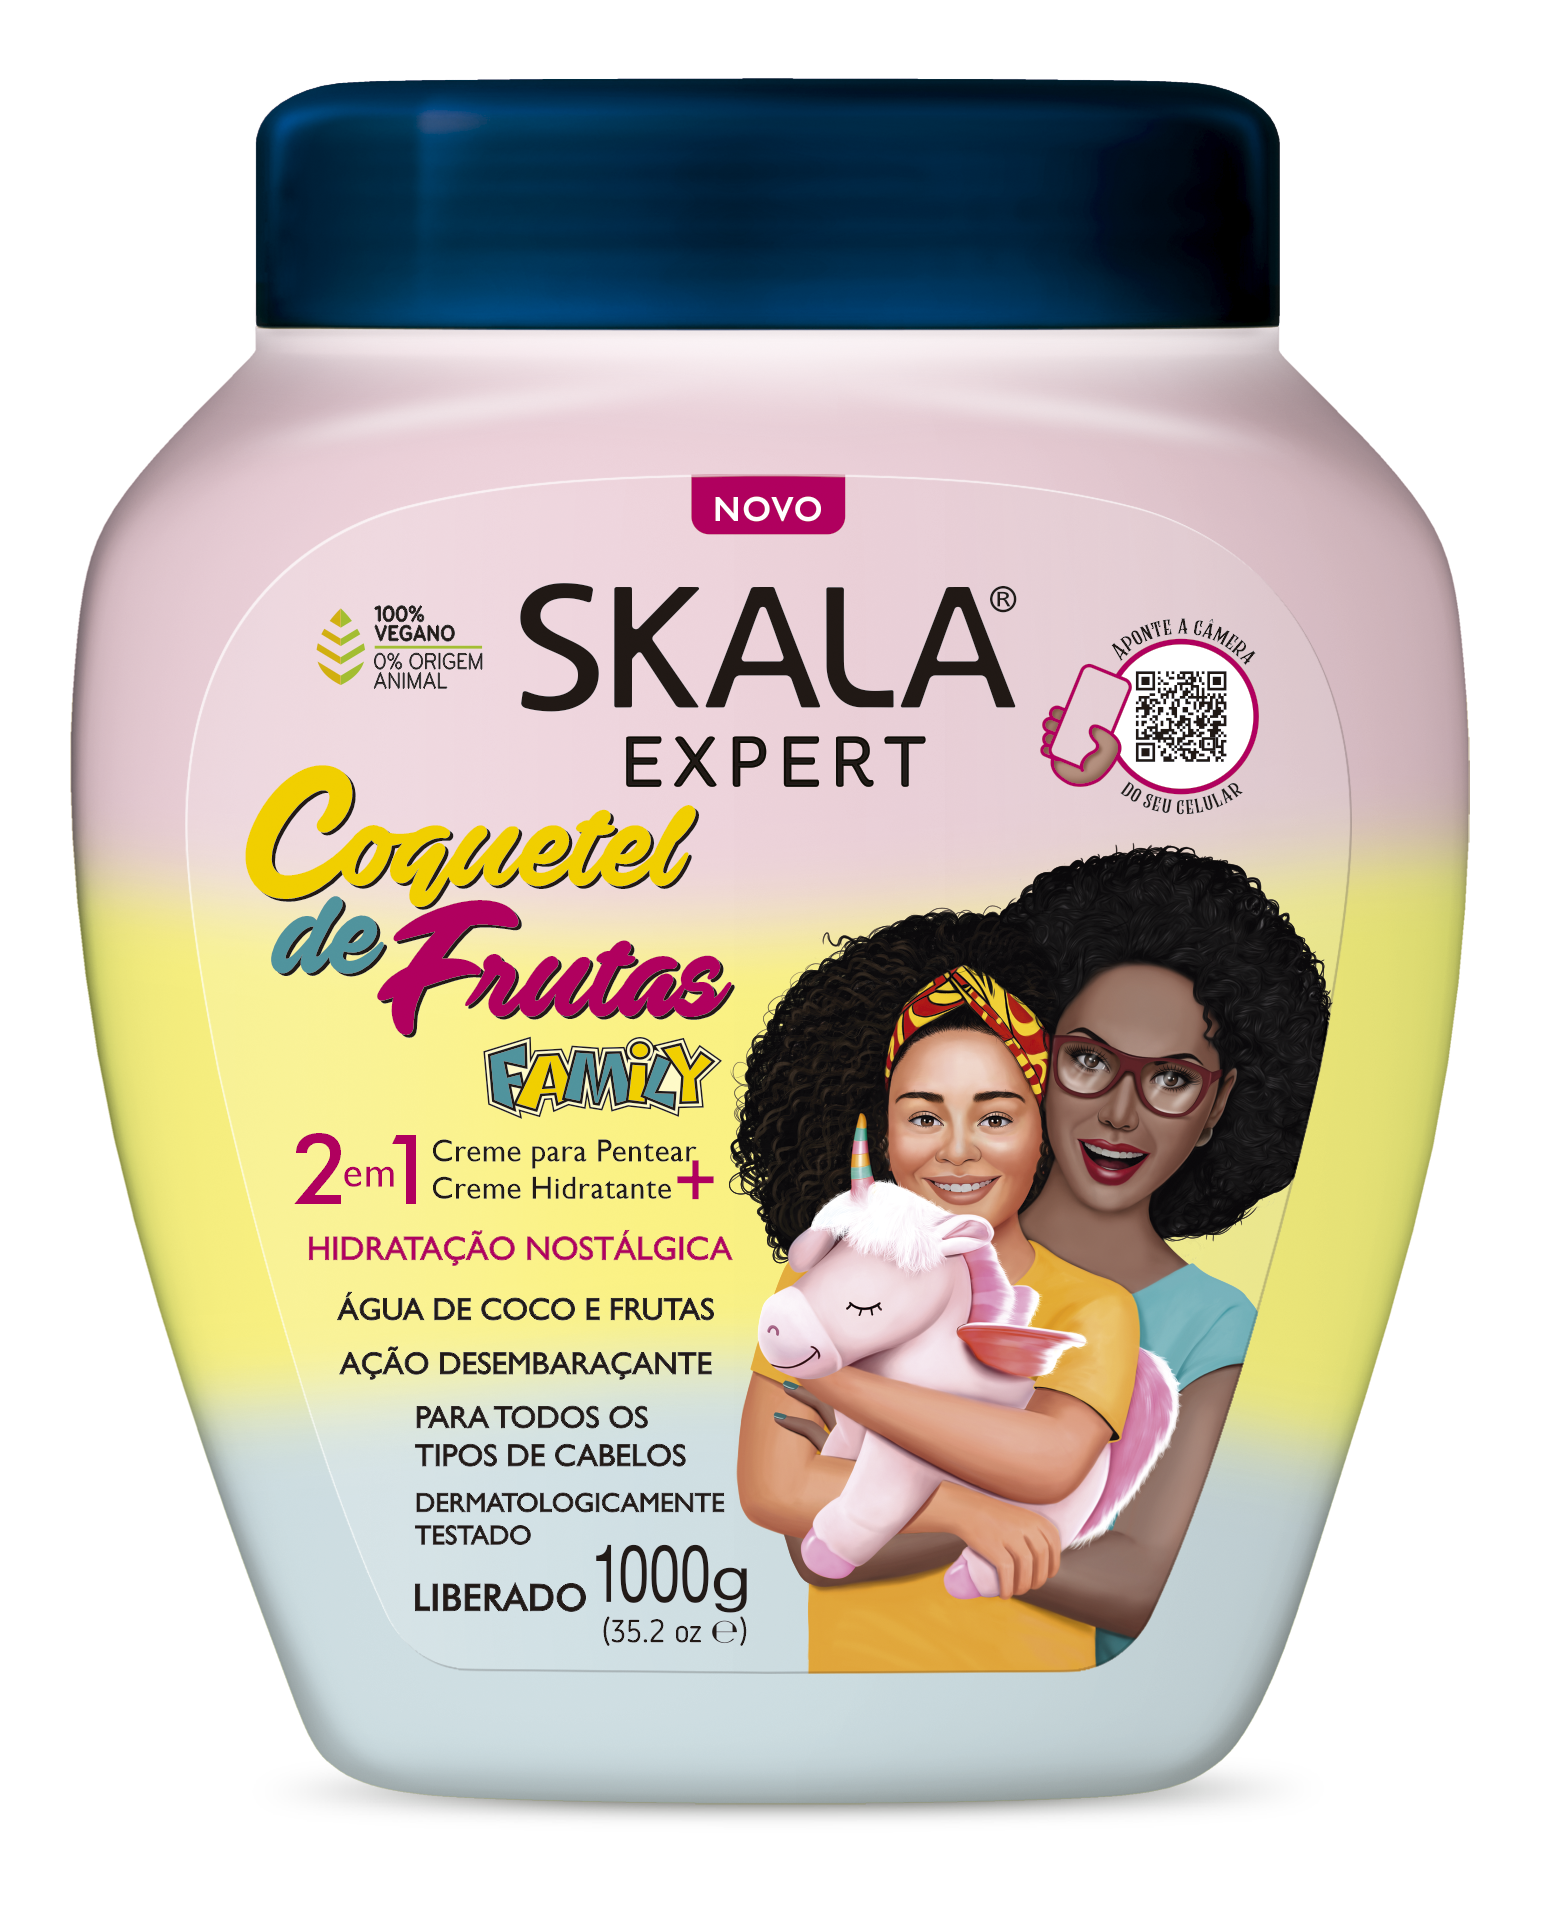 NOVO
100%
VEGANO
0% ORIGEM
ANIMAL
SKALA®
EXPERT
APONTE A CÂMERA
DO SEU CELULAR
Coquetel
de Frutas
FAMiLY
2em1 Creme para Pentear
Creme Hidratante +
HIDRATAÇÃO NOSTÁLGICA
ÁGUA DE COCO E FRUTAS
AÇÃO DESEMBARAÇANTE
PARA TODOS OS
TIPOS DE CABELOS
DERMATOLOGICAMENTE
TESTADO
LIBERADO 1000g
(35.2 oz ℮)